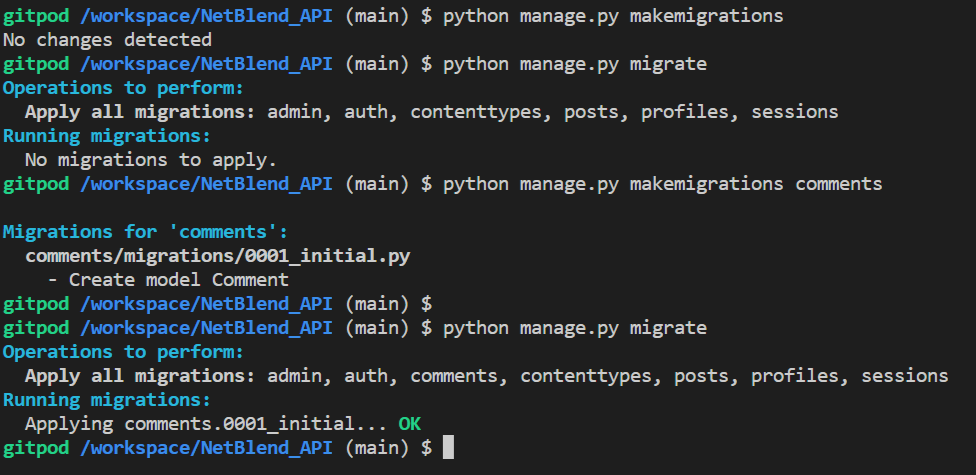 gitpod /workspace/NetBlend_API (main) $ python manage.py makemigrations
No changes detected
gitpod /workspace/NetBlend_API (main) $ python manage.py migrate
Operations to perform:
  Apply all migrations: admin, auth, contenttypes, posts, profiles, sessions
Running migrations:
  No migrations to apply.
gitpod /workspace/NetBlend_API (main) $ python manage.py makemigrations comments
Migrations for 'comments':
  comments/migrations/0001_initial.py
    - Create model Comment
gitpod /workspace/NetBlend_API (main) $
gitpod /workspace/NetBlend_API (main) $ python manage.py migrate
Operations to perform:
  Apply all migrations: admin, auth, comments, contenttypes, posts, profiles, sessions
Running migrations:
  Applying comments.0001_initial... OK
gitpod /workspace/NetBlend_API (main) $